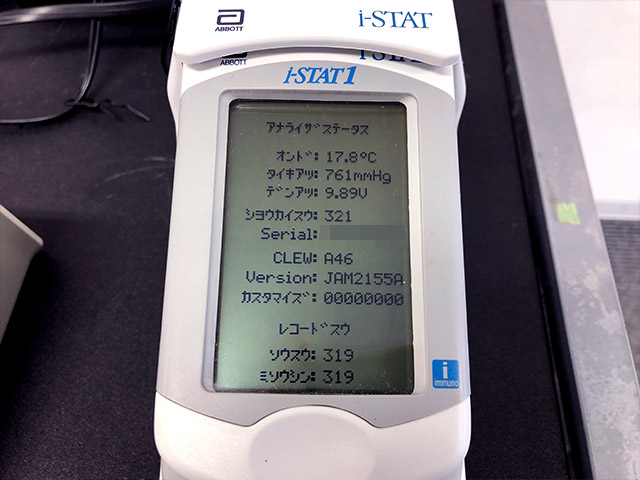 ABBOTT
i-STAT
ABBOTT
i-STAT1
アナライザステータス
オンド: 17.8°C
タイキアツ: 761mmHg
デンアツ: 9.89V
シヨウカイスウ: 321
Serial:
CLEW: A46
Version: JAM2155A
カスタマイズ: 00000000
レコードスウ
ソウスウ: 319
ミソウシン: 319
i
immuno